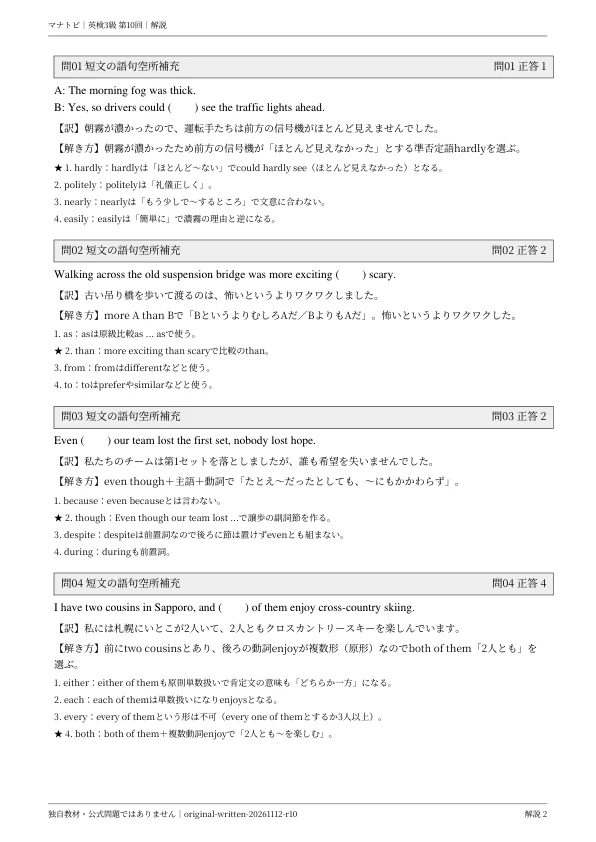 マナトビ｜英検3級 第10回｜解説
問01 短文の語句空所補充 問01 正答 1
A: The morning fog was thick.
B: Yes, so drivers could (  ) see the traffic lights ahead.
【訳】朝霧が濃かったので、運転手たちは前方の信号機がほとんど見えませんでした。
【解き方】朝霧が濃かったため前方の信号機が「ほとんど見えなかった」とする準否定語hardlyを選ぶ。
★ 1. hardly：hardlyは「ほとんど〜ない」でcould hardly see（ほとんど見えなかった）となる。
2. politely：politelyは「礼儀正しく」。
3. nearly：nearlyは「もう少しで〜するところ」で文意に合わない。
4. easily：easilyは「簡単に」で濃霧の理由と逆になる。
問02 短文の語句空所補充 問02 正答 2
Walking across the old suspension bridge was more exciting (  ) scary.
【訳】古い吊り橋を歩いて渡るのは、怖いというよりワクワクしました。
【解き方】more A than Bで「BというよりむしろAだ／BよりもAだ」。怖いというよりワクワクした。
1. as：asは原級比較as ... asで使う。
★ 2. than：more exciting than scaryで比較のthan。
3. from：fromはdifferentなどと使う。
4. to：toはpreferやsimilarなどと使う。
問03 短文の語句空所補充 問03 正答 2
Even (  ) our team lost the first set, nobody lost hope.
【訳】私たちのチームは第1セットを落としましたが、誰も希望を失いませんでした。
【解き方】even though＋主語＋動詞で「たとえ〜だったとしても、〜にもかかわらず」。
1. because：even becauseとは言わない。
★ 2. though：Even though our team lost ...で譲歩の副詞節を作る。
3. despite：despiteは前置詞なので後ろに節は置けずevenとも組まない。
4. during：duringも前置詞。
問04 短文の語句空所補充 問04 正答 4
I have two cousins in Sapporo, and (  ) of them enjoy cross-country skiing.
【訳】私には札幌にいとこが2人いて、2人ともクロスカントリースキーを楽しんでいます。
【解き方】前にtwo cousinsとあり、後ろの動詞enjoyが複数形（原形）なのでboth of them「2人とも」を
選ぶ。
1. either：either of themも原則単数扱いで肯定文の意味も「どちらか一方」になる。
2. each：each of themは単数扱いになりenjoysとなる。
3. every：every of themという形は不可（every one of themとするか3人以上）。
★ 4. both：both of them＋複数動詞enjoyで「2人とも〜を楽しむ」。
独自教材・公式問題ではありません｜original-written-20261112-r10 解説 2